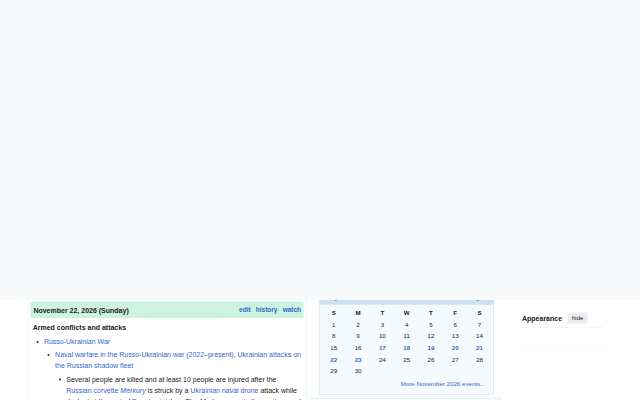 November 22, 2026 (Sunday) edit history watch
Armed conflicts and attacks
• Russo-Ukrainian War
• Naval warfare in the Russo-Ukrainian war (2022–present), Ukrainian attacks on
the Russian shadow fleet
• Several people are killed and at least 10 people are injured after the
Russian corvette Merkury is struck by a Ukrainian naval drone attack while
S M T W T F S
1 2 3 4 5 6 7
8 9 10 11 12 13 14
15 16 17 18 19 20 21
22 23 24 25 26 27 28
29 30
More November 2026 events...
Appearance hide